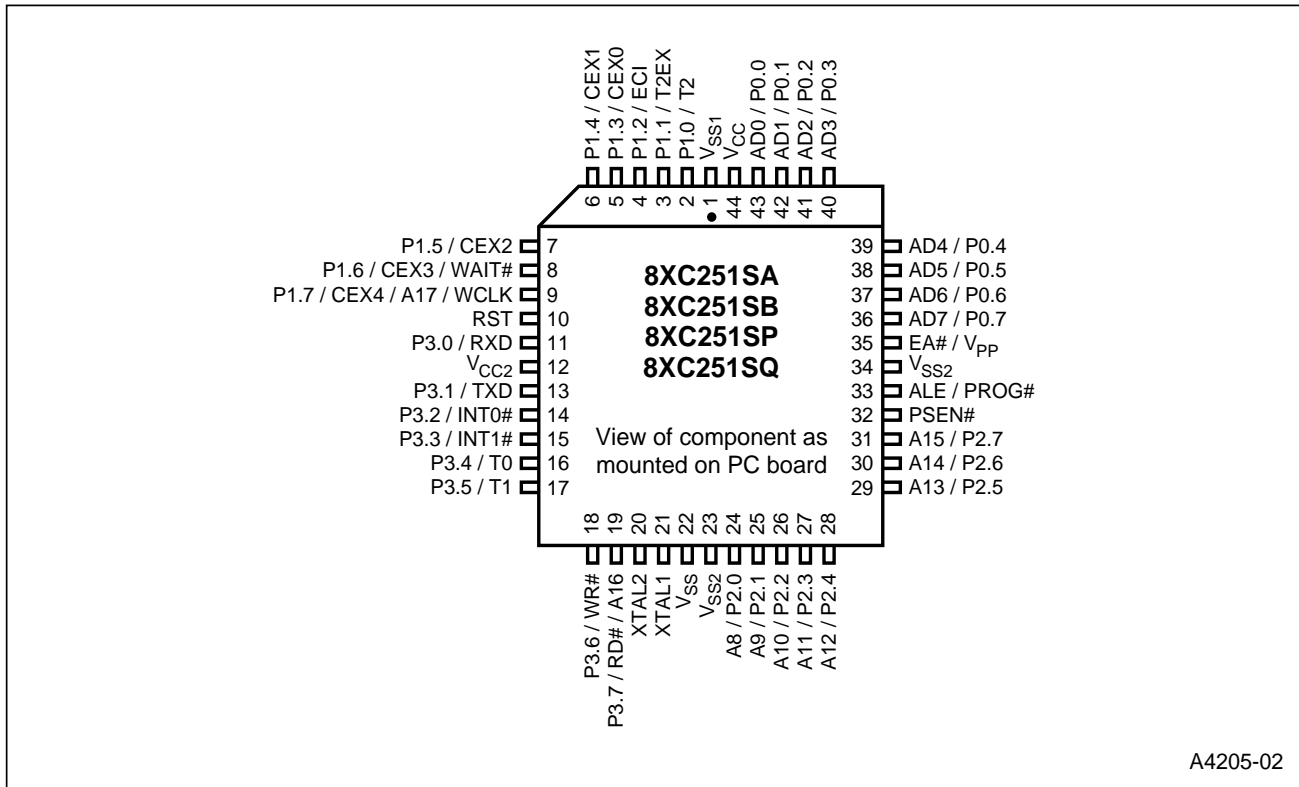 P1.4 / CEX1
P1.3 / CEX0
P1.2 / ECI
P1.1 / T2EX
P1.0 / T2
VSS1
VCC
AD0 / P0.0
AD1 / P0.1
AD2 / P0.2
AD3 / P0.3
6
5
4
3
2
1
44
43
42
41
40
P1.5 / CEX2 7
P1.6 / CEX3 / WAIT# 8
P1.7 / CEX4 / A17 / WCLK 9
RST 10
P3.0 / RXD 11
VCC2 12
P3.1 / TXD 13
P3.2 / INT0# 14
P3.3 / INT1# 15
P3.4 / T0 16
P3.5 / T1 17
8XC251SA
8XC251SB
8XC251SP
8XC251SQ
View of component as
mounted on PC board
39 AD4 / P0.4
38 AD5 / P0.5
37 AD6 / P0.6
36 AD7 / P0.7
35 EA# / VPP
34 VSS2
33 ALE / PROG#
32 PSEN#
31 A15 / P2.7
30 A14 / P2.6
29 A13 / P2.5
18
19
20
21
22
23
24
25
26
27
28
P3.6 / WR#
P3.7 / RD# / A16
XTAL2
XTAL1
VSS
VSS2
A8 / P2.0
A9 / P2.1
A10 / P2.2
A11 / P2.3
A12 / P2.4
A4205-02